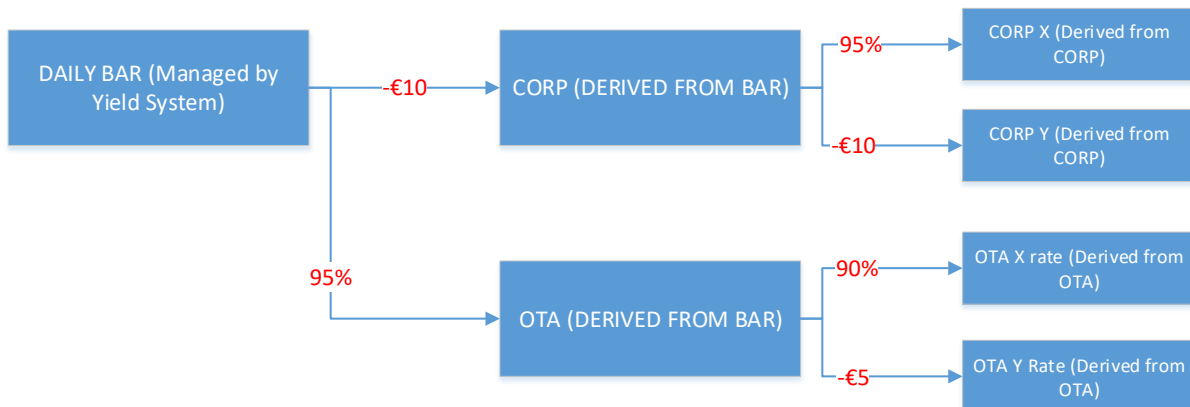 DAILY BAR (Managed by
Yield System)
-€10
CORP (DERIVED FROM BAR)
95%
CORP X (Derived from
CORP)
-€10
CORP Y (Derived from
CORP)
95%
OTA (DERIVED FROM BAR)
90%
OTA X rate (Derived from
OTA)
-€5
OTA Y Rate (Derived from
OTA)